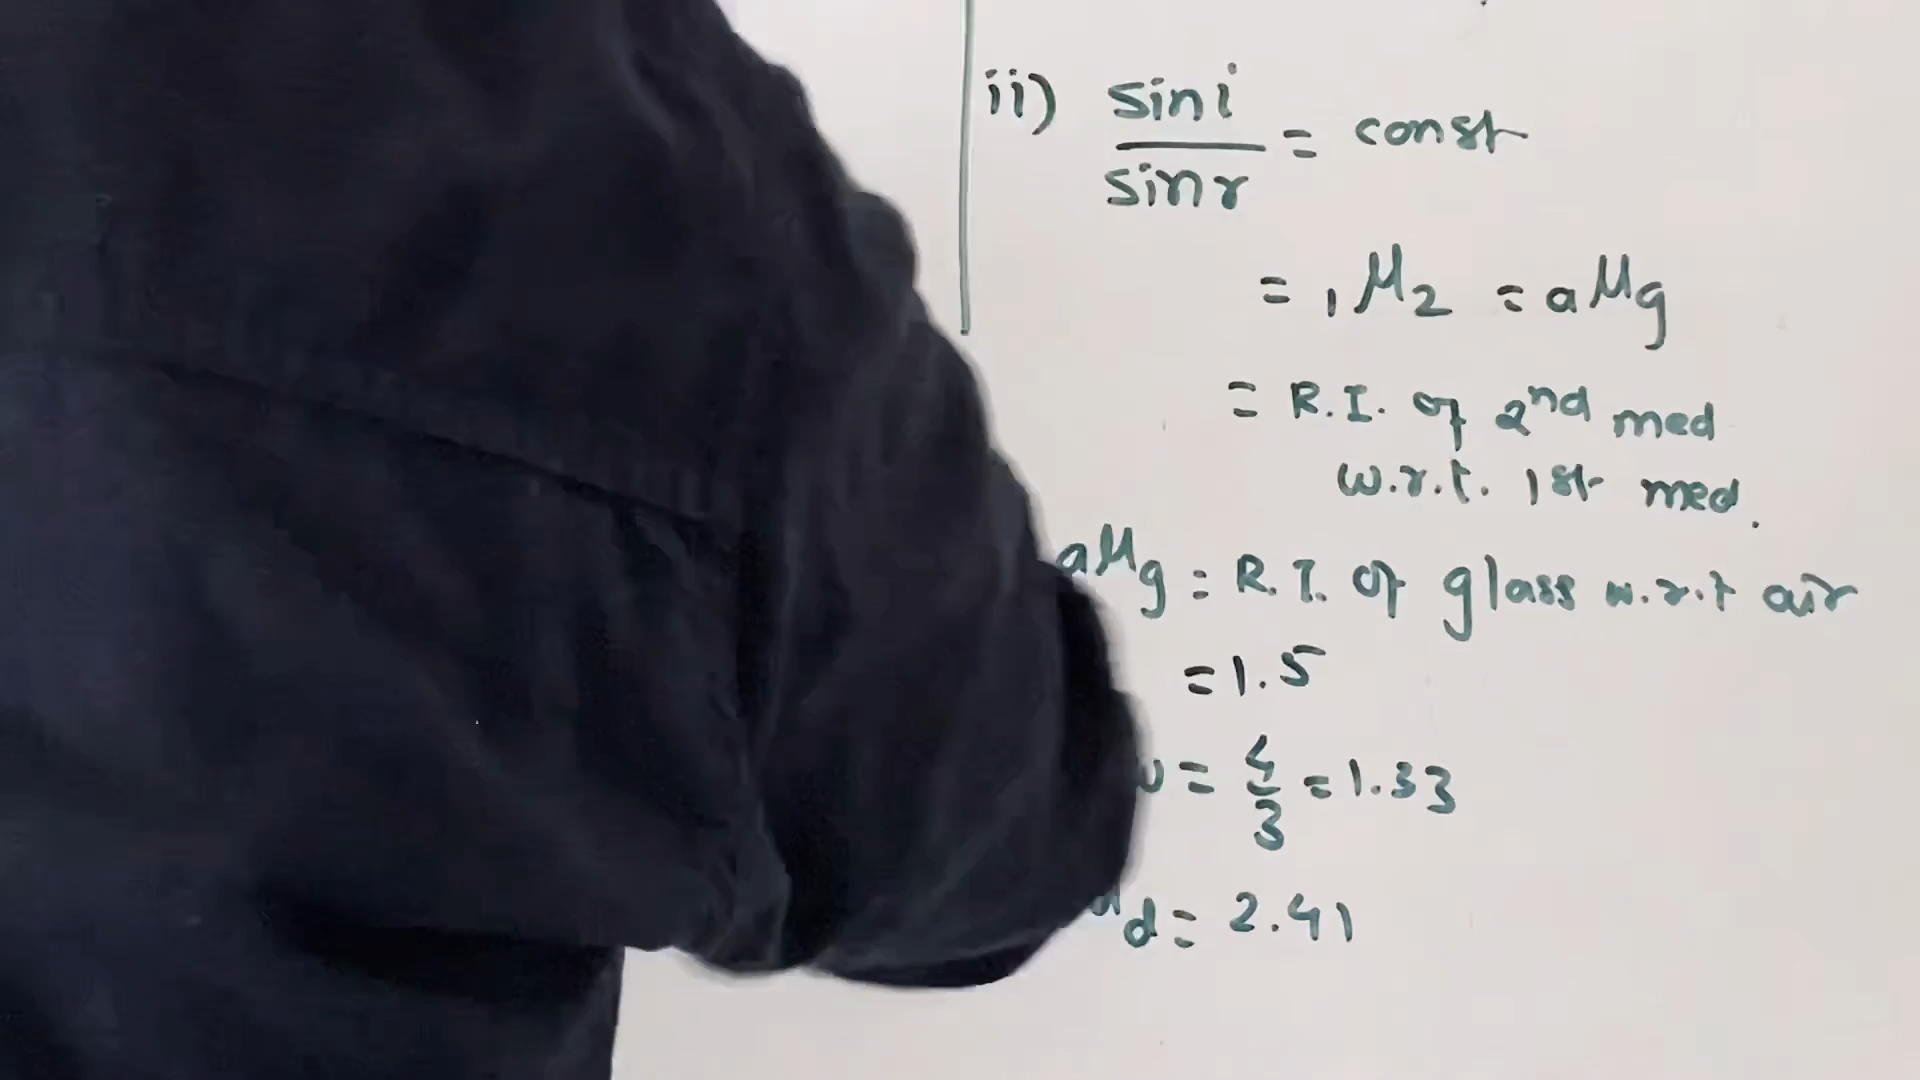 ii) sin i / sin r = const
= ₁μ₂ = aμg
= R.I. of 2nd med
w.r.t. 1st med.
aμg = R.I. of glass w.r.t air
= 1.5
w = 4/3 = 1.33
d = 2.41